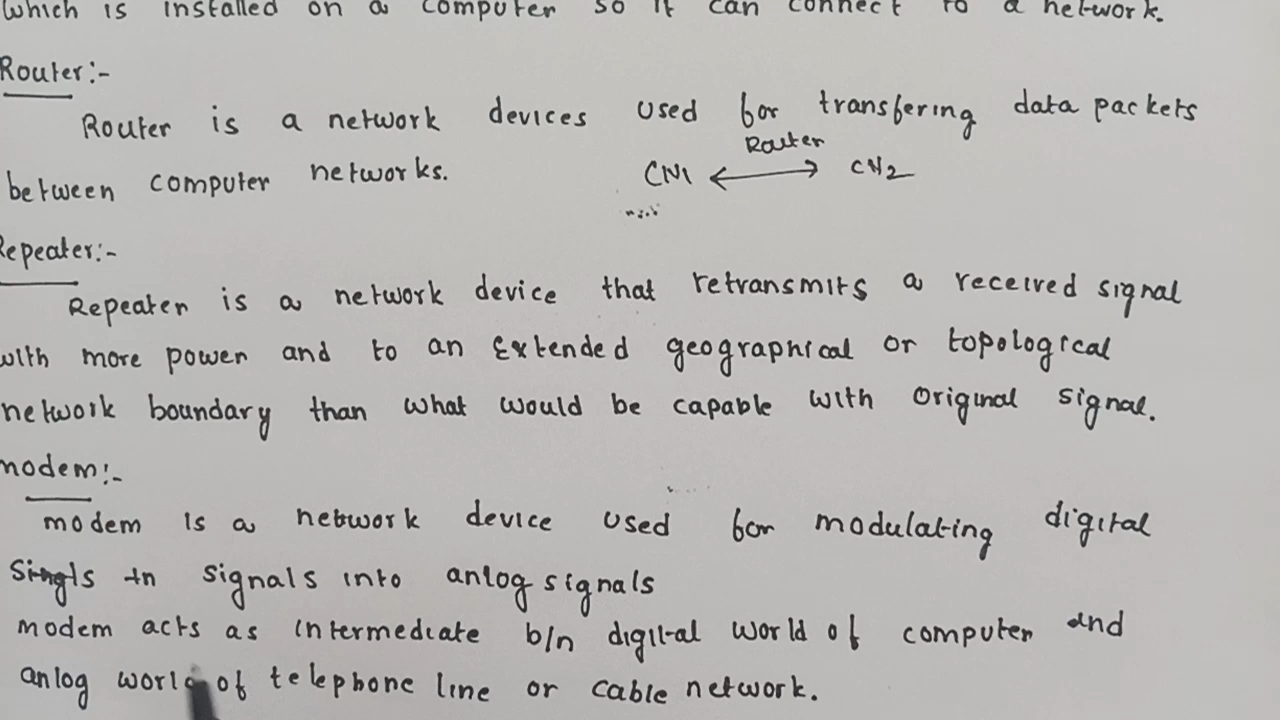 which is installed on a computer so it can connect to a network.
Router:-
Router is a network devices used for transfering data packets
between computer networks. CN1 <-> CN2
Router
Repeater:-
Repeater is a network device that retransmits a received signal
with more power and to an Extended geographical or topological
network boundary than what would be capable with original signal.
modem:-
modem is a network device used for modulating digital
signals into anlog signals
modem acts as intermediate b/n digital world of computer and
anlog world of telephone line or cable network.